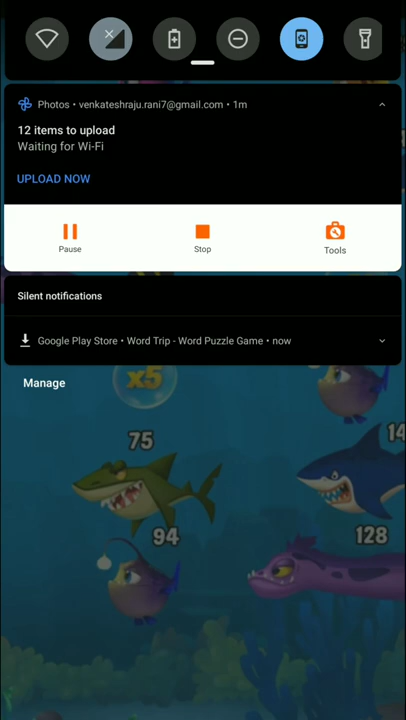 Photos • venkateshraju.rani7@gmail.com • 1m
12 items to upload
Waiting for Wi-Fi
UPLOAD NOW
Pause Stop Tools
Silent notifications
Google Play Store • Word Trip - Word Puzzle Game • now
Manage
x5
75
14
94
128